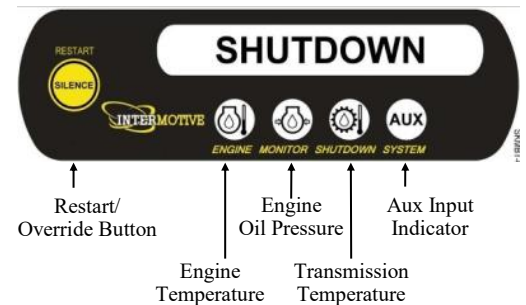 RESTART
SHUTDOWN
SILENCE
INTERMOTIVE
AUX
ENGINE MONITOR SHUTDOWN SYSTEM
Restart/
Override Button
Engine
Oil Pressure
Aux Input
Indicator
Engine
Temperature
Transmission
Temperature